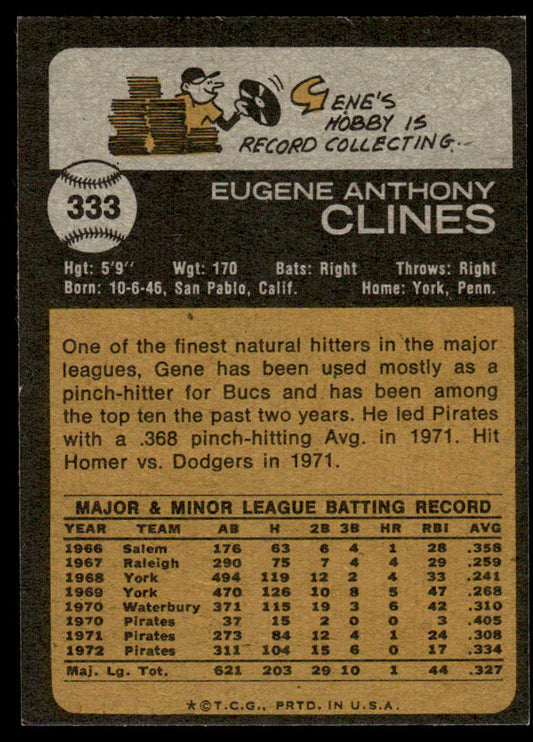 GENE'S
HOBBY IS
RECORD COLLECTING...
333
EUGENE ANTHONY
CLINES
Hgt: 5'9" Wgt: 170 Bats: Right Throws: Right
Born: 10-6-46, San Pablo, Calif. Home: York, Penn.
One of the finest natural hitters in the major
leagues, Gene has been used mostly as a
pinch-hitter for Bucs and has been among
the top ten the past two years. He led Pirates
with a .368 pinch-hitting Avg. in 1971. Hit
Homer vs. Dodgers in 1971.
MAJOR & MINOR LEAGUE BATTING RECORD
YEAR TEAM AB H 2B 3B HR RBI AVG
1966 Salem 176 63 6 4 1 28 .358
1967 Raleigh 290 75 7 4 4 29 .259
1968 York 494 119 12 2 4 33 .241
1969 York 470 126 10 8 5 47 .268
1970 Waterbury 371 115 19 3 6 42 .310
1970 Pirates 37 15 2 0 0 3 .405
1971 Pirates 273 84 12 4 1 24 .308
1972 Pirates 311 104 15 6 0 17 .334
Maj. Lg. Tot. 621 203 29 10 1 44 .327
*©T.C.G., PRTD. IN U.S.A.